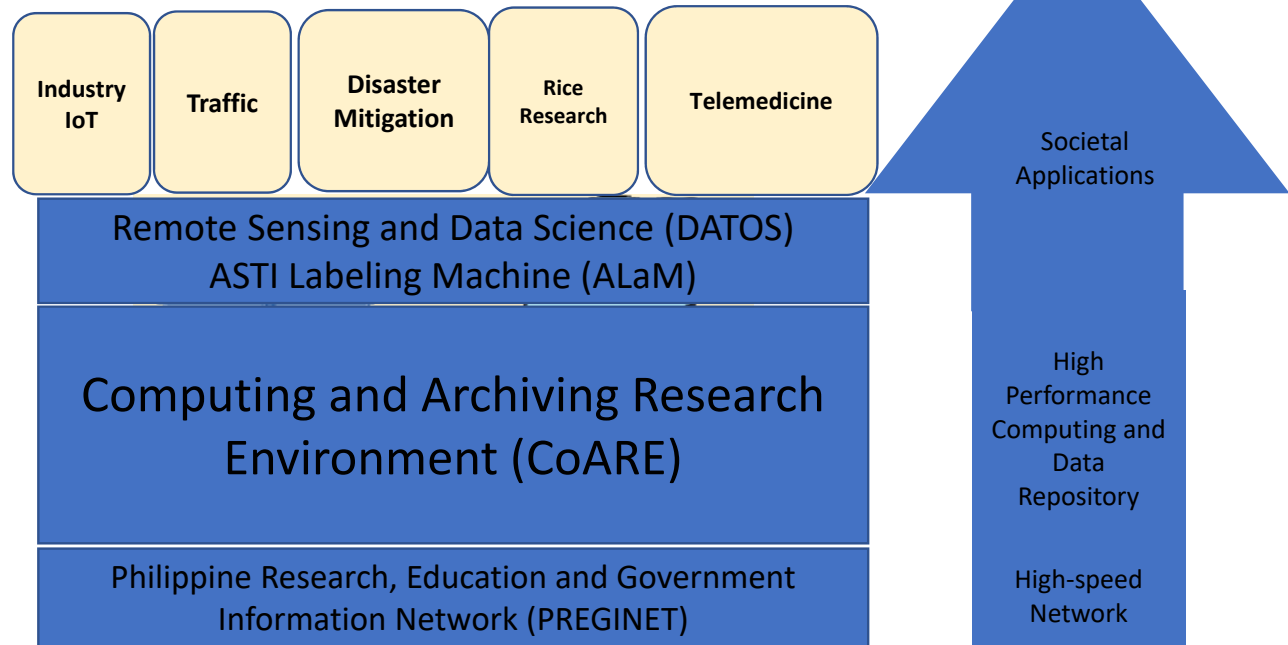 Industry
IoT
Traffic
Disaster
Mitigation
Rice
Research
Telemedicine
Remote Sensing and Data Science (DATOS)
ASTI Labeling Machine (ALaM)
Computing and Archiving Research
Environment (CoARE)
Philippine Research, Education and Government
Information Network (PREGINET)
Societal
Applications
High
Performance
Computing and
Data
Repository
High-speed
Network